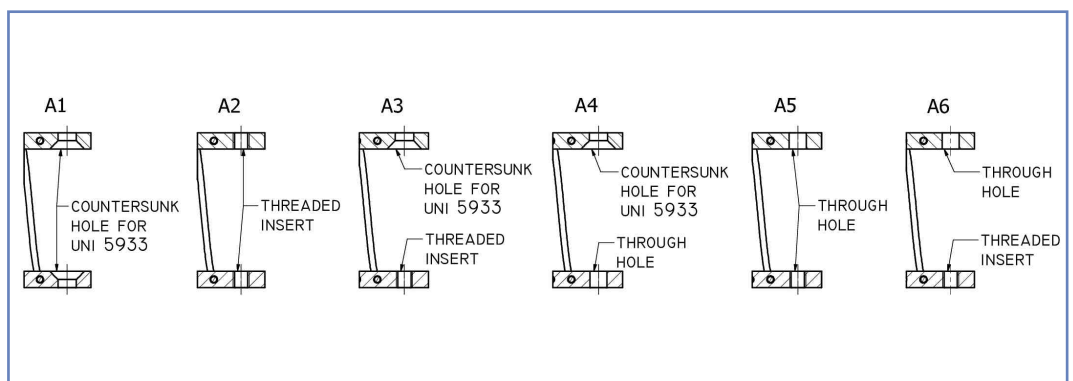 A1
COUNTERSUNK
HOLE FOR
UNI 5933
A2
THREADED
INSERT
A3
COUNTERSUNK
HOLE FOR
UNI 5933
THREADED
INSERT
A4
COUNTERSUNK
HOLE FOR
UNI 5933
THROUGH
HOLE
A5
THROUGH
HOLE
A6
THROUGH
HOLE
THREADED
INSERT